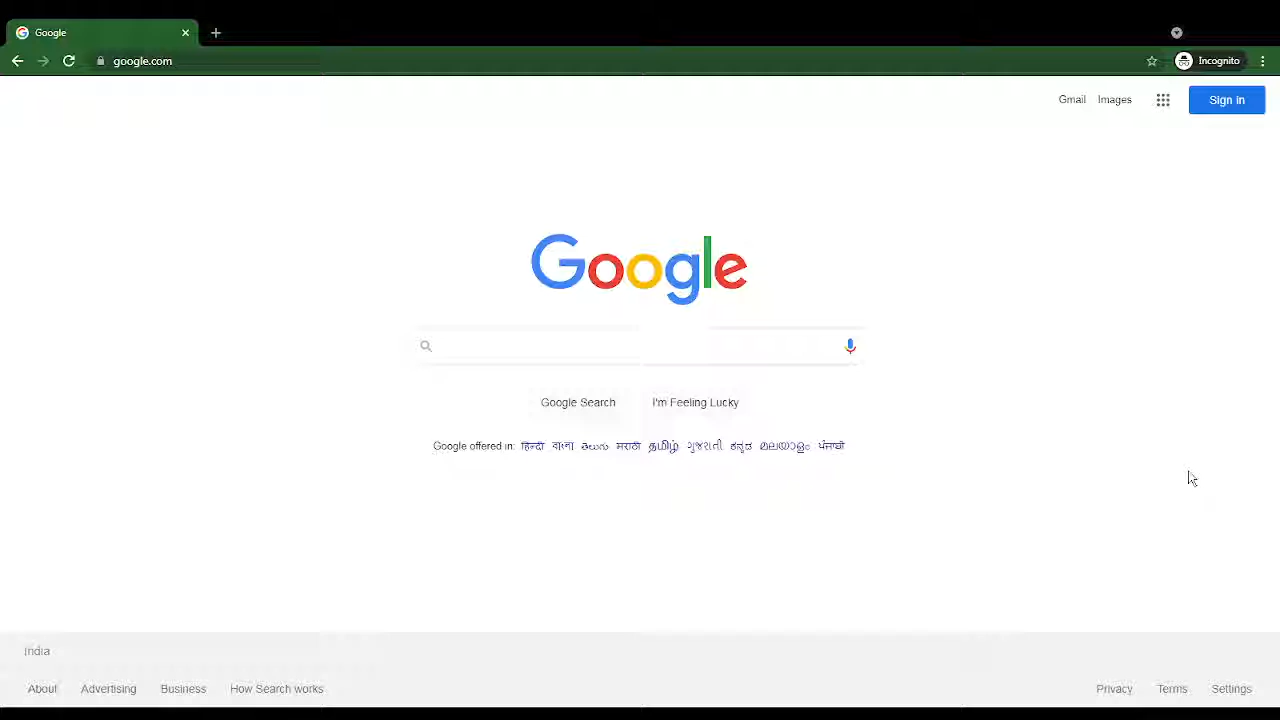 Google
google.com
Incognito
Gmail Images
Sign in
Google
Google Search I'm Feeling Lucky
Google offered in: हिन्दी বাংলা తెలుగు मराठी தமிழ் ગુજરાતી ಕನ್ನಡ മലയാളം ਪੰਜਾਬੀ
India
About Advertising Business How Search works
Privacy Terms Settings